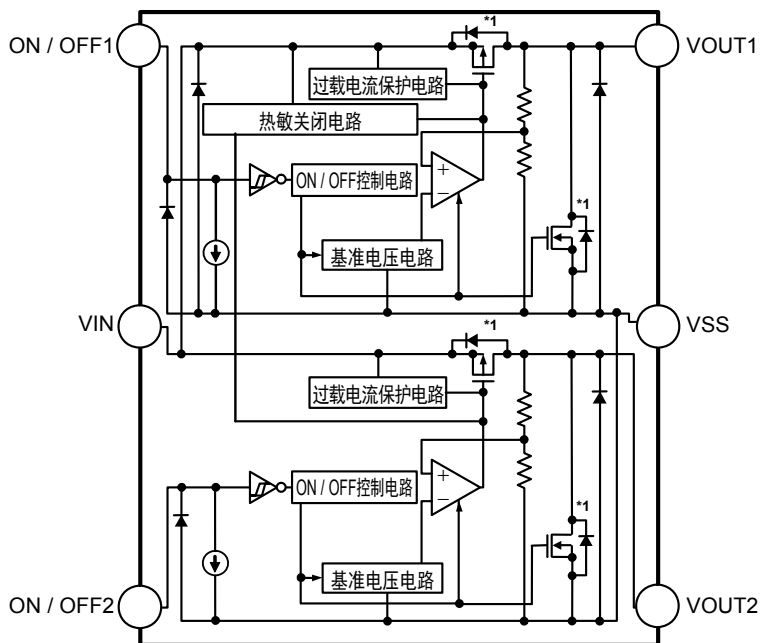 ON / OFF1
*1
VOUT1
过载电流保护电路
热敏关闭电路
ON / OFF控制电路
+
−
*1
基准电压电路
VIN
VSS
*1
过载电流保护电路
ON / OFF控制电路
+
−
*1
基准电压电路
ON / OFF2
VOUT2